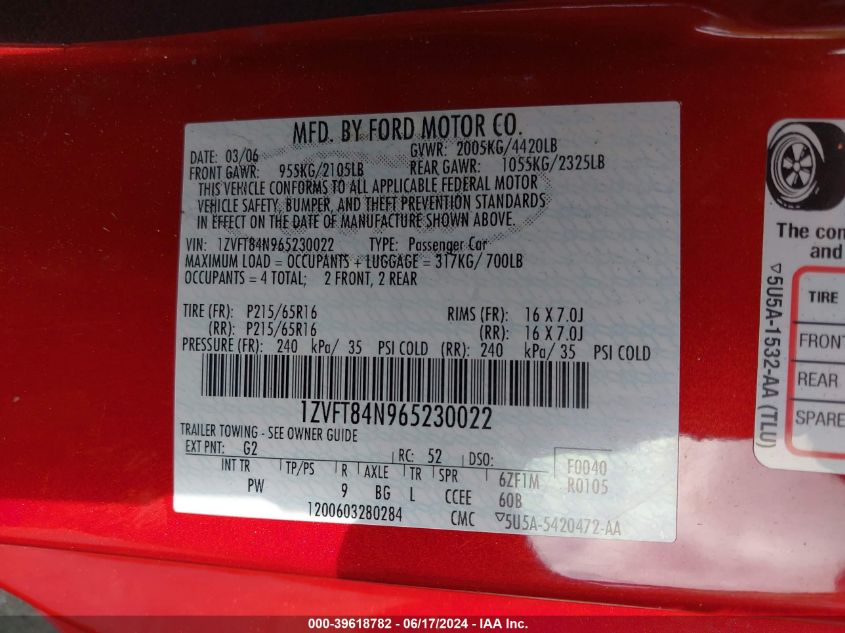 MFD. BY FORD MOTOR CO.
DATE: 03/06 GVWR: 2005KG/4420LB
FRONT GAWR: 955KG/2105LB REAR GAWR: 1055KG/2325LB
THIS VEHICLE CONFORMS TO ALL APPLICABLE FEDERAL MOTOR
VEHICLE SAFETY, BUMPER, AND THEFT PREVENTION STANDARDS
IN EFFECT ON THE DATE OF MANUFACTURE SHOWN ABOVE.
VIN: 1ZVFT84N965230022 TYPE: Passenger Car
MAXIMUM LOAD = OCCUPANTS + LUGGAGE = 317KG/ 700LB
OCCUPANTS = 4 TOTAL; 2 FRONT, 2 REAR
TIRE (FR): P215/65R16 RIMS (FR): 16 X 7.0J
(RR): P215/65R16 (RR): 16 X 7.0J
PRESSURE (FR): 240 kPa/ 35 PSI COLD (RR): 240 kPa/ 35 PSI COLD
1ZVFT84N965230022
TRAILER TOWING - SEE OWNER GUIDE
EXT PNT: G2 RC: 52 DSO: F0040
INT TR TP/PS R AXLE TR SPR 6ZF1M R0105
PW 9 BG L CCEE 60B
1200603280284 CMC ▽5U5A-5420472-AA
▽5U5A-1532-AA (TLU)
The com
and
TIRE
FRONT
REAR
SPARE
000-39618782 - 06/17/2024 - IAA Inc.